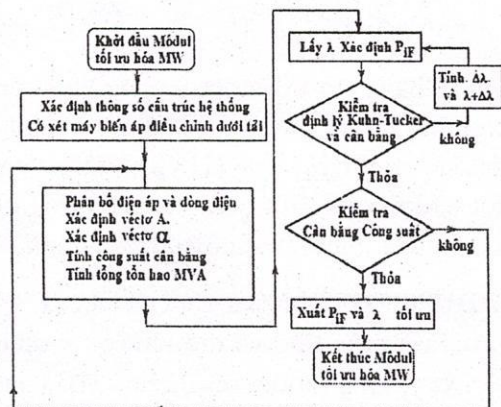 Khởi đầu Módul
tối ưu hóa MW
Xác định thông số cấu trúc hệ thống
Có xét máy biến áp điều chỉnh dưới tải
Phân bố điện áp và dòng điện
Xác định véctơ A.
Xác định véctơ α
Tính công suất cân bằng
Tính tổng tổn hao MVA
Lấy λ Xác định PiF
Tính. Δλ.
và λ+Δλ
Kiểm tra
định lý Kuhn-Tucker
và cân bằng
không
Thỏa
Kiểm tra
Cân bằng Công suất
không
Thỏa
Xuất PiF và λ tối ưu
Kết thúc Môdul
tối ưu hóa MW